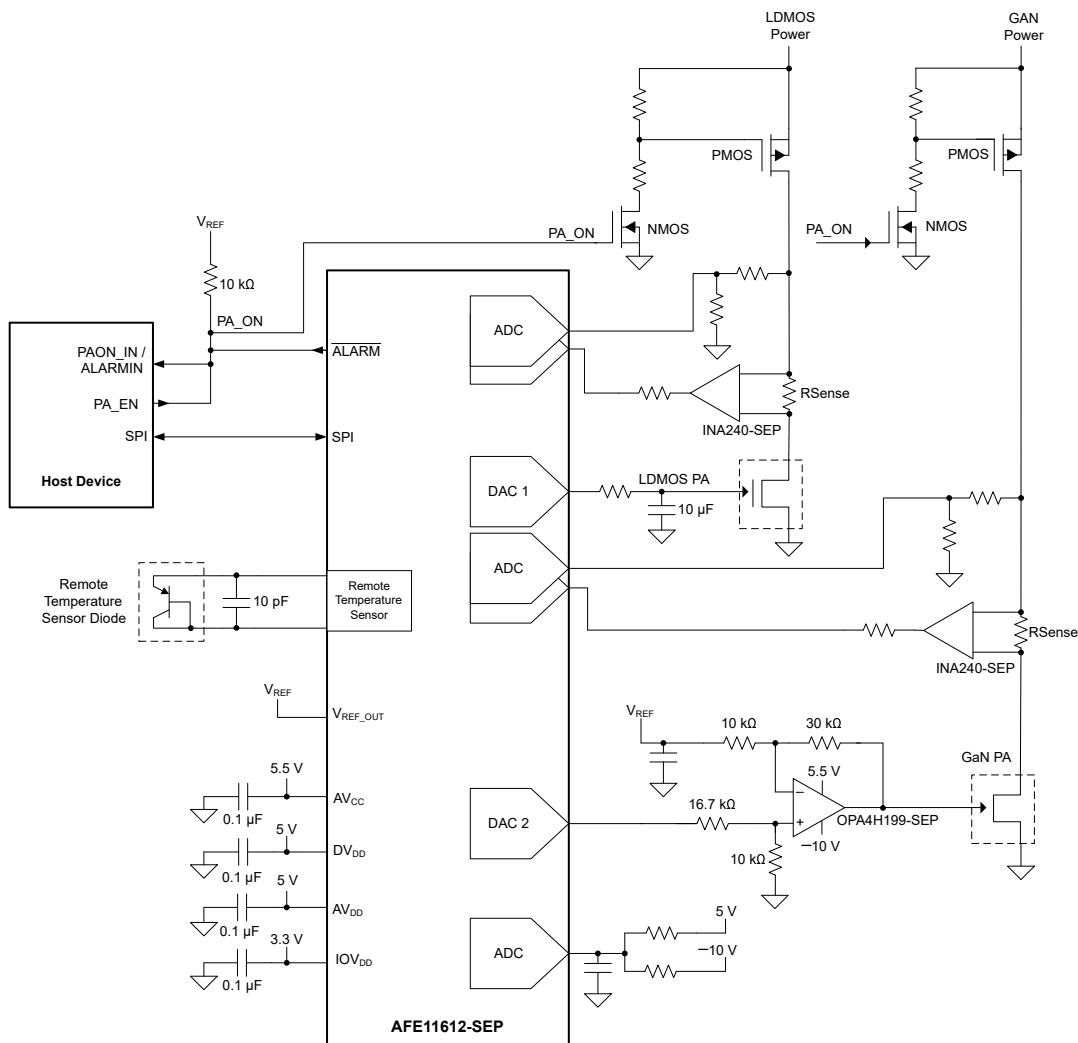 LDMOS
Power
GAN
Power
PMOS
PMOS
NMOS
NMOS
PA_ON
PA_ON
VREF
10 kΩ
PA_ON
PAON_IN /
ALARMIN
PA_EN
SPI
Host Device
ALARM
SPI
ADC
RSense
INA240-SEP
DAC 1
LDMOS PA
10 µF
ADC
Remote
Temperature
Sensor Diode
10 pF
Remote
Temperature
Sensor
RSense
INA240-SEP
VREF
VREF_OUT
VREF
10 kΩ
30 kΩ
5.5 V
GaN PA
5.5 V
AVCC
0.1 µF
DAC 2
16.7 kΩ
−
+
OPA4H199-SEP
−10 V
10 kΩ
5 V
DVDD
0.1 µF
5 V
AVDD
0.1 µF
3.3 V
IOVDD
0.1 µF
ADC
5 V
−10 V
AFE11612-SEP